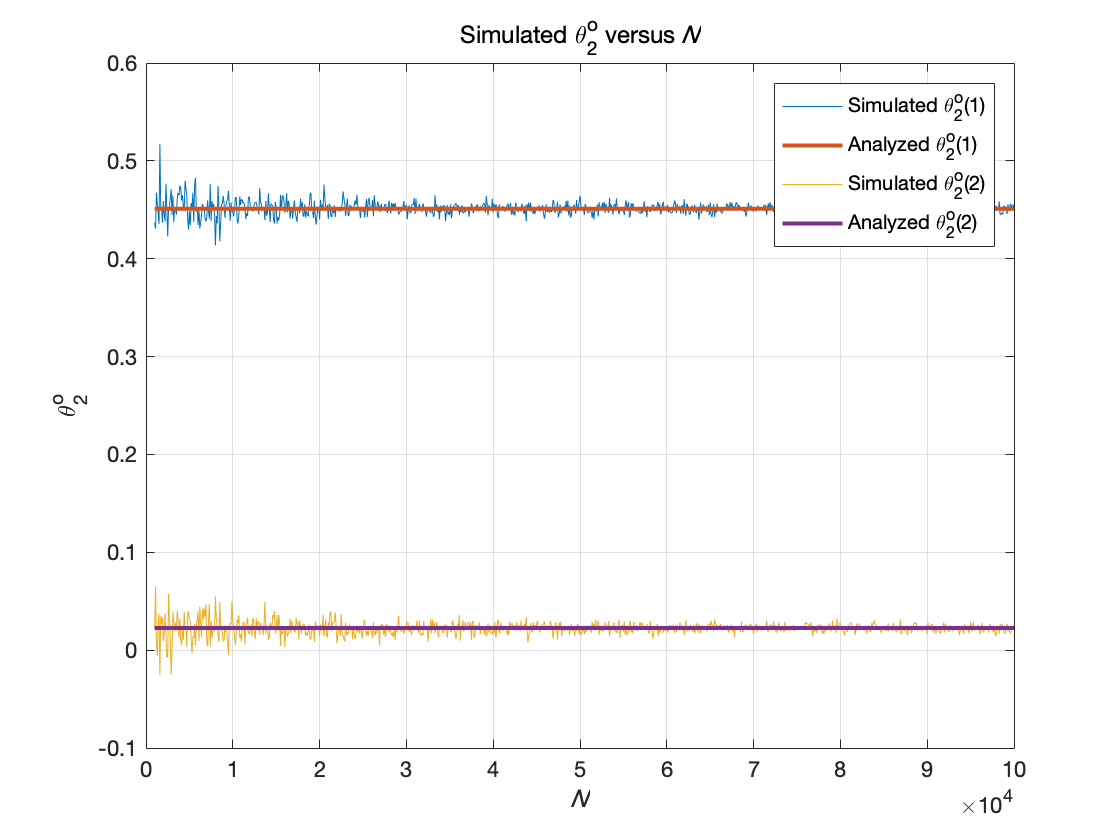 Simulated θ₂ᵒ versus N
0.6
0.5
0.4
0.3
0.2
0.1
0
-0.1
θ₂ᵒ
Simulated θ₂ᵒ(1)
Analyzed θ₂ᵒ(1)
Simulated θ₂ᵒ(2)
Analyzed θ₂ᵒ(2)
0 1 2 3 4 5 6 7 8 9 10
N
×10⁴